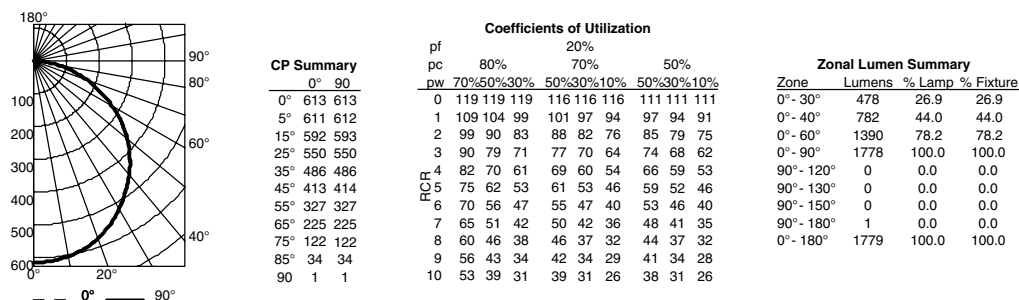 180°
90°
80°
60°
40°
100
200
300
400
500
600
0° 20°
0° 90°
CP Summary
0° 90
0° 613 613
5° 611 612
15° 592 593
25° 550 550
35° 486 486
45° 413 414
55° 327 327
65° 225 225
75° 122 122
85° 34 34
90 1 1
Coefficients of Utilization
pf 20%
pc 80% 70% 50%
pw 70%50%30% 50%30%10% 50%30%10%
0 119 119 119 116 116 116 111 111 111
1 109 104 99 101 97 94 97 94 91
2 99 90 83 88 82 76 85 79 75
3 90 79 71 77 70 64 74 68 62
4 82 70 61 69 60 54 66 59 53
5 75 62 53 61 53 46 59 52 46
6 70 56 47 55 47 40 53 46 40
7 65 51 42 50 42 36 48 41 35
8 60 46 38 46 37 32 44 37 32
9 56 43 34 42 34 29 41 34 28
10 53 39 31 39 31 26 38 31 26
RCR
Zonal Lumen Summary
Zone Lumens % Lamp % Fixture
0°- 30° 478 26.9 26.9
0°- 40° 782 44.0 44.0
0°- 60° 1390 78.2 78.2
0°- 90° 1778 100.0 100.0
90°- 120° 0 0.0 0.0
90°- 130° 0 0.0 0.0
90°- 150° 0 0.0 0.0
90°- 180° 1 0.0 0.0
0°- 180° 1779 100.0 100.0